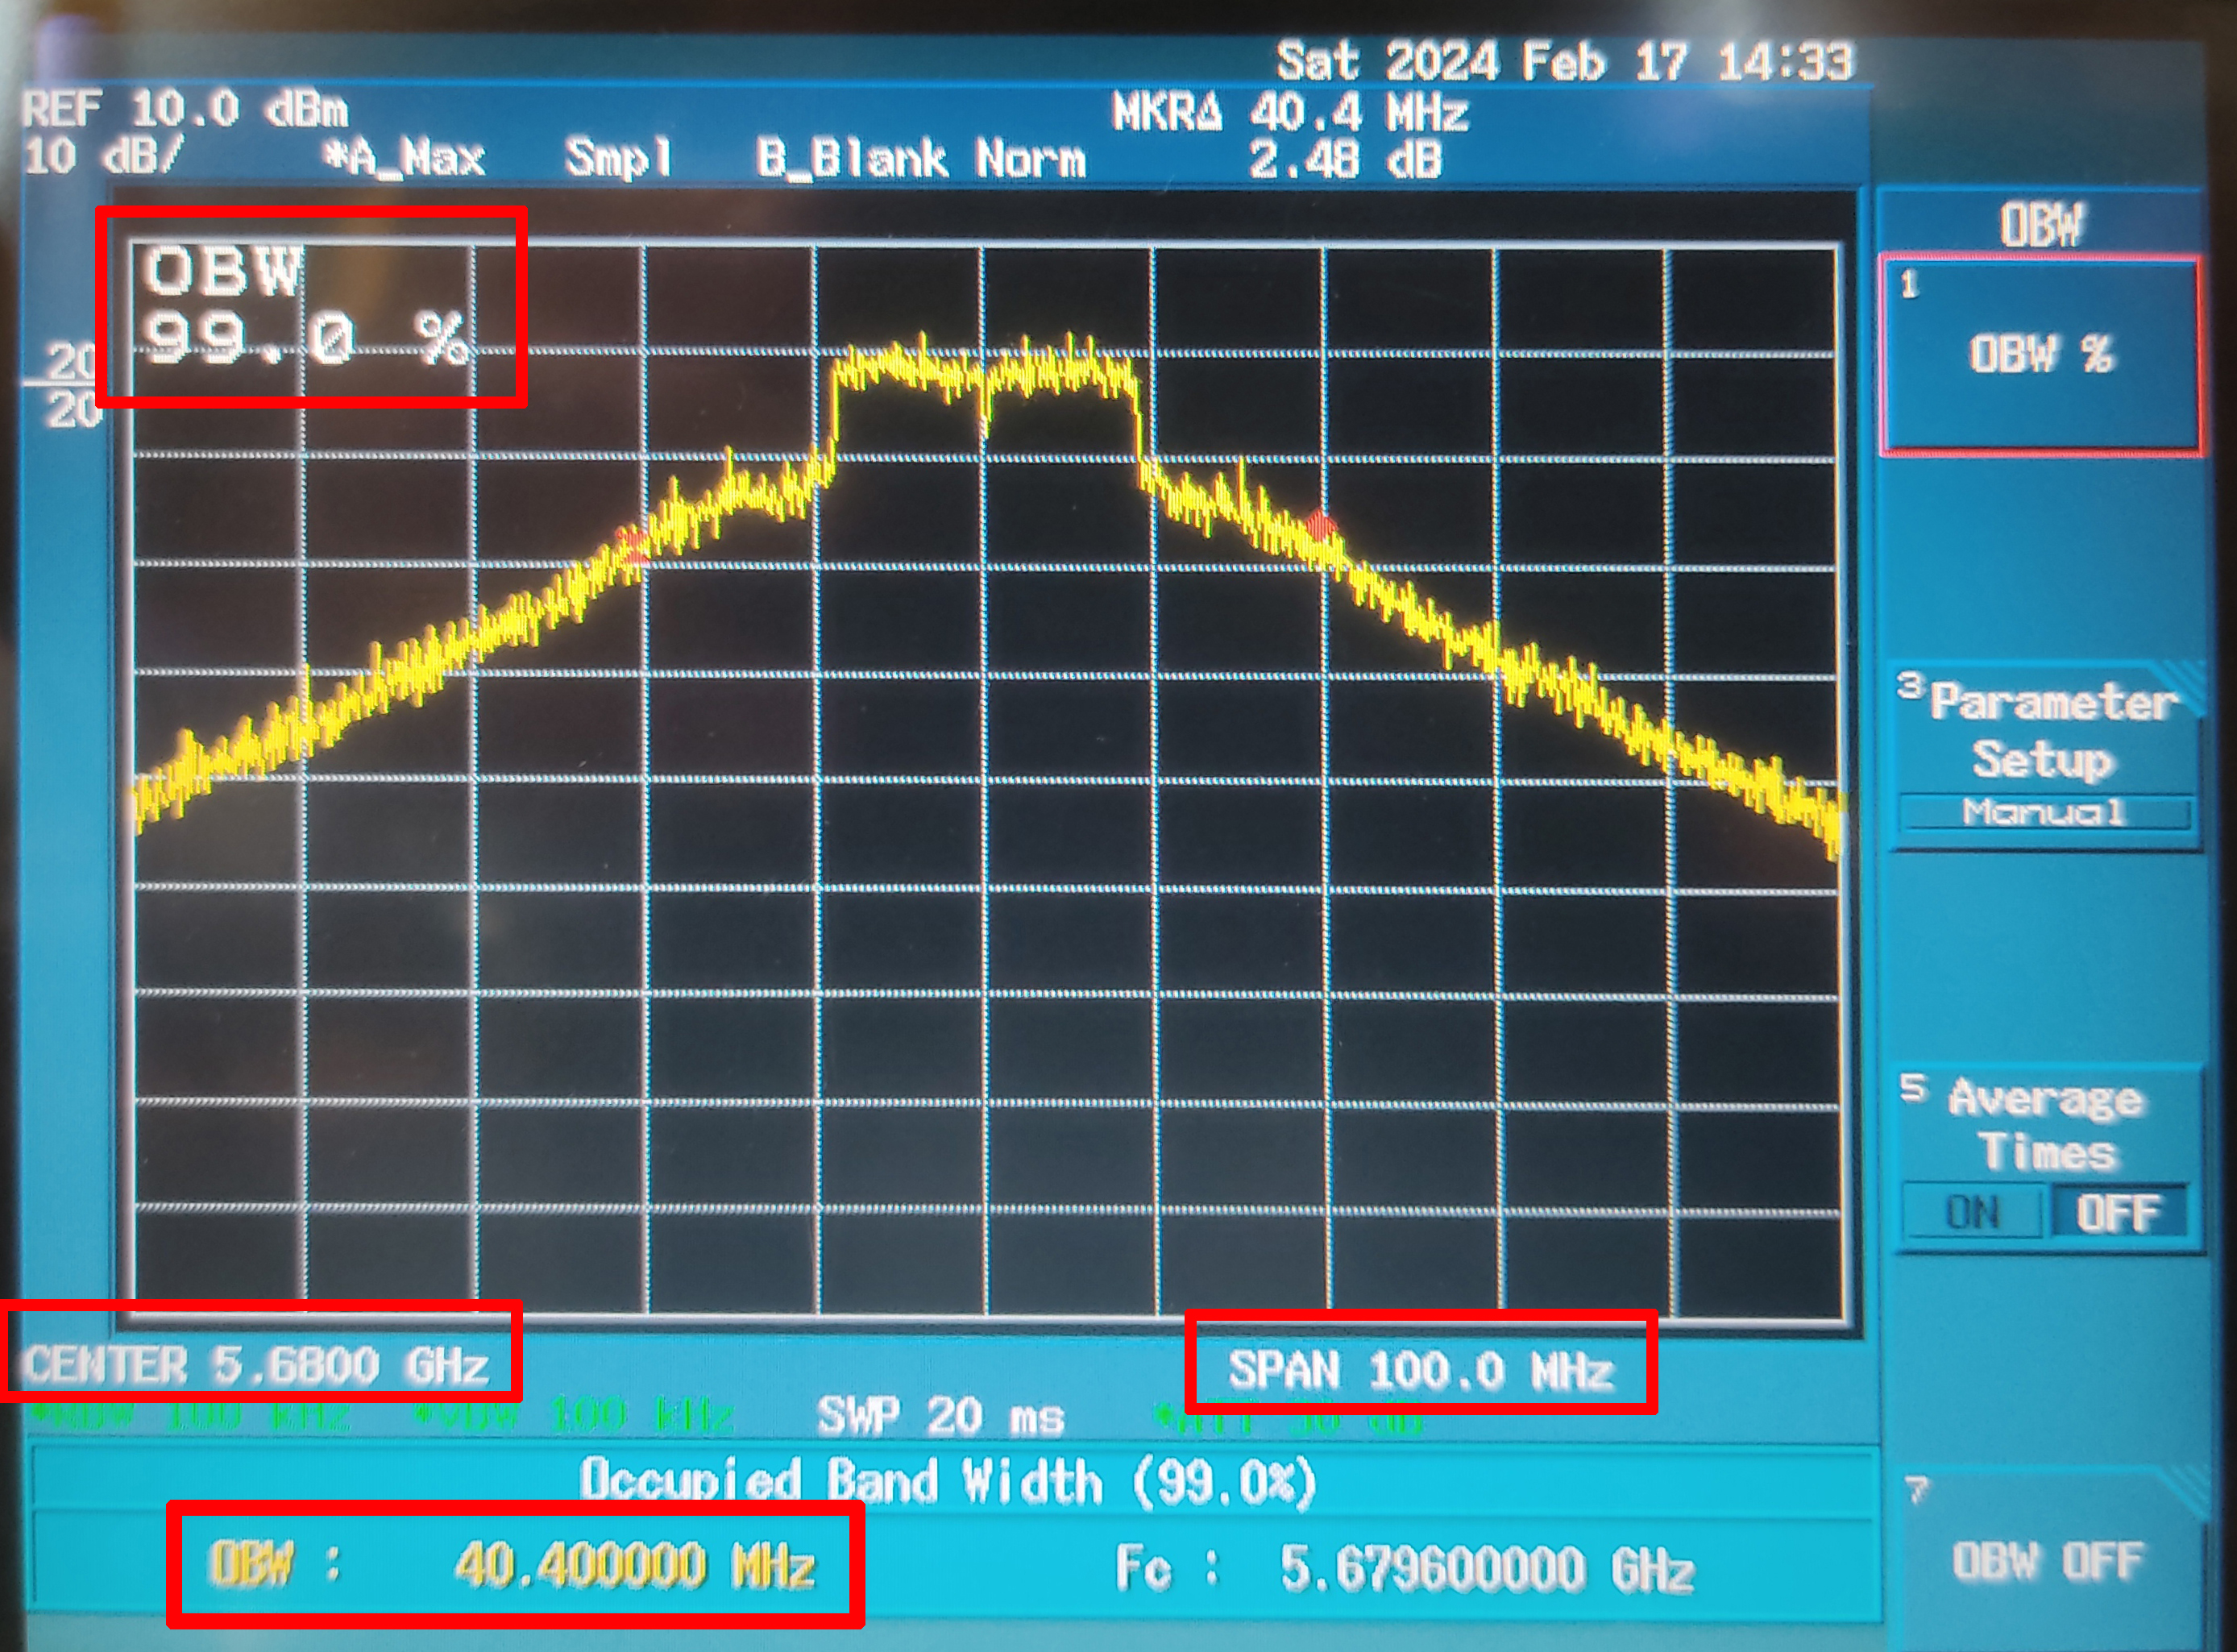 Sat 2024 Feb 17 14:33
REF 10.0 dBm
MKRΔ 40.4 MHz
10 dB/ *A_Max Smpl B_Blank Norm
2.48 dB
OBW
99.0 %
20
20
OBW
1
OBW %
3 Parameter
Setup
Manual
5 Average
Times
ON OFF
CENTER 5.6800 GHz
SPAN 100.0 MHz
*RBW 100 kHz *VBW 100 kHz SWP 20 ms *ATT 30 dB
Occupied Band Width (99.0%)
OBW : 40.400000 MHz Fc : 5.679600000 GHz
7
OBW OFF